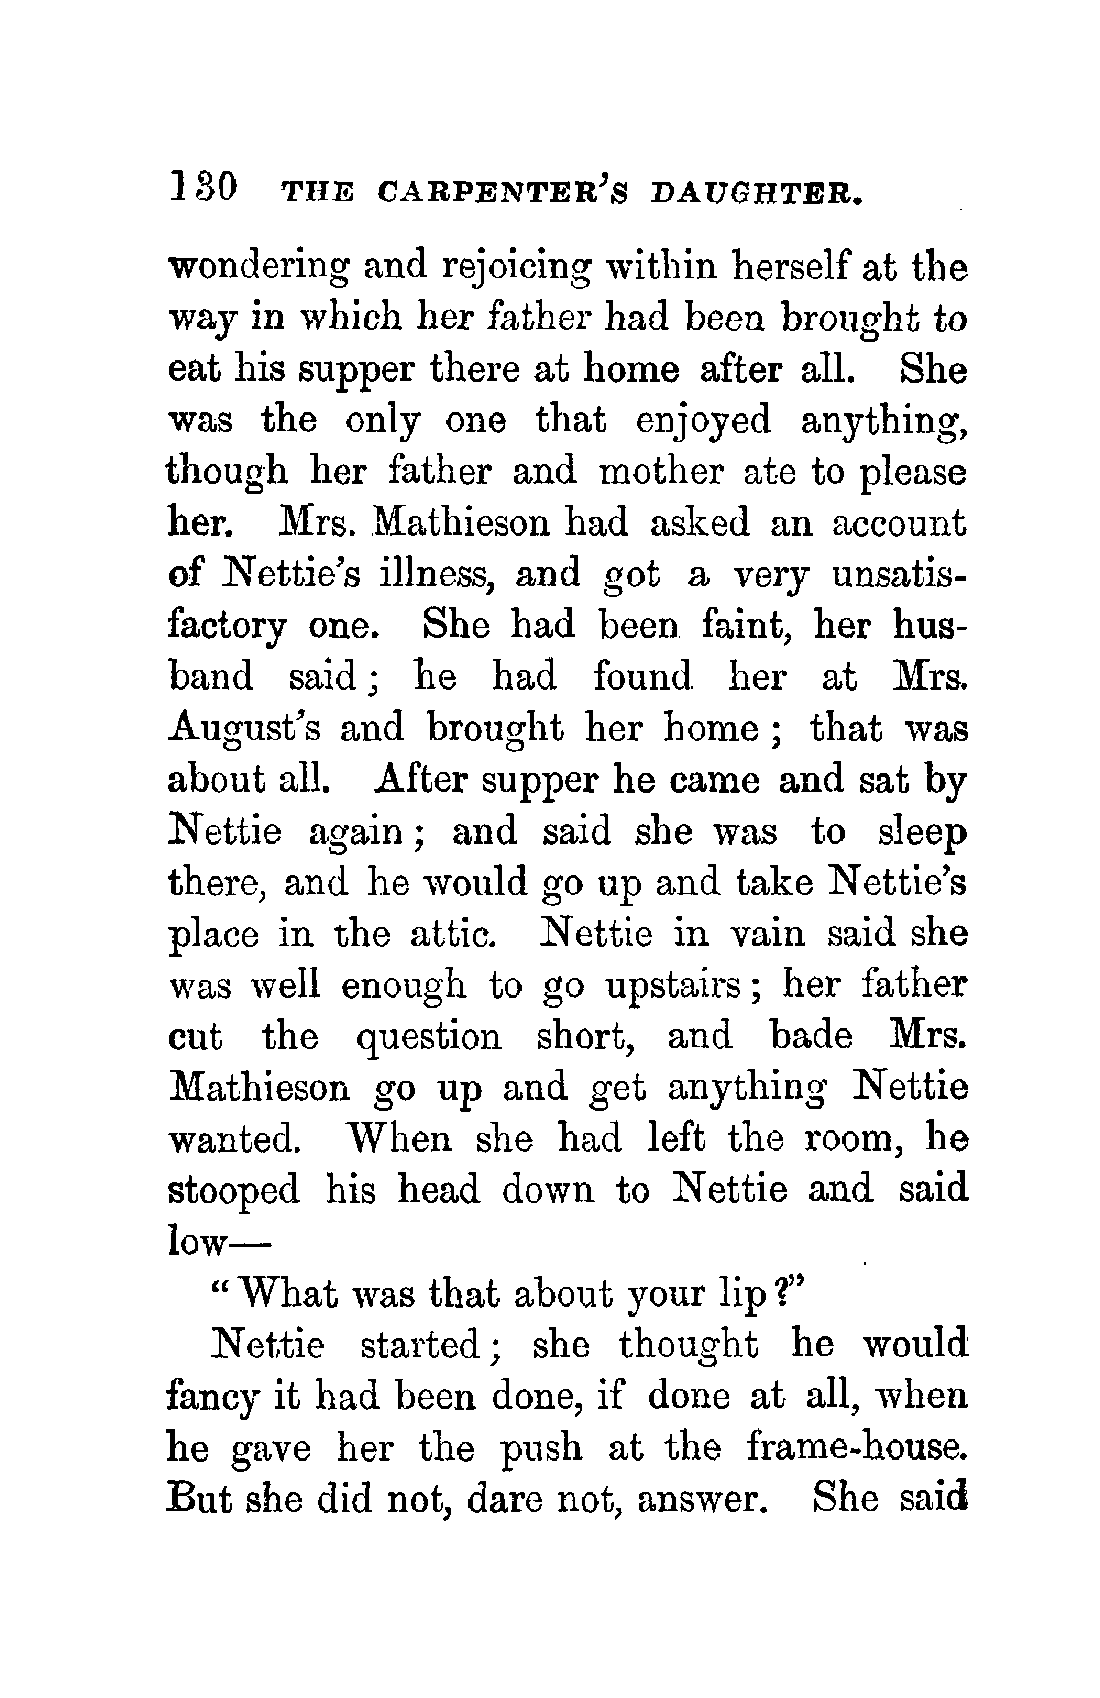 130 THE CARPENTER'S DAUGHTER.
wondering and rejoicing within herself at the
way in which her father had been brought to
eat his supper there at home after all. She
was the only one that enjoyed anything,
though her father and mother ate to please
her. Mrs. Mathieson had asked an account
of Nettie's illness, and got a very unsatis-
factory one. She had been faint, her hus-
band said; he had found her at Mrs.
August's and brought her home; that was
about all. After supper he came and sat by
Nettie again; and said she was to sleep
there, and he would go up and take Nettie's
place in the attic. Nettie in vain said she
was well enough to go upstairs; her father
cut the question short, and bade Mrs.
Mathieson go up and get anything Nettie
wanted. When she had left the room, he
stooped his head down to Nettie and said
low—
"What was that about your lip?"
Nettie started; she thought he would
fancy it had been done, if done at all, when
he gave her the push at the frame-house.
But she did not, dare not, answer. She said